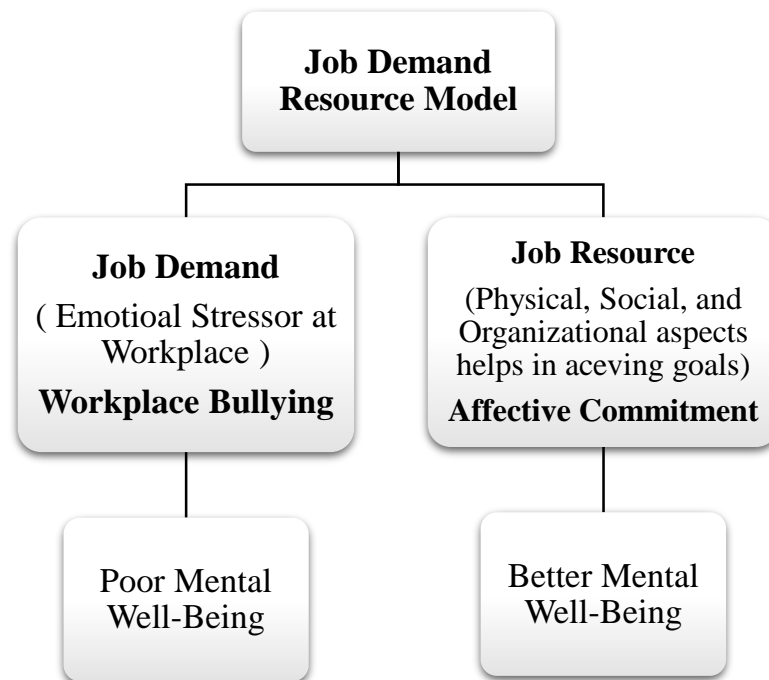 Job Demand
Resource Model
Job Demand
( Emotioal Stressor at
Workplace )
Workplace Bullying
Job Resource
(Physical, Social, and
Organizational aspects
helps in aceving goals)
Affective Commitment
Poor Mental
Well-Being
Better Mental
Well-Being